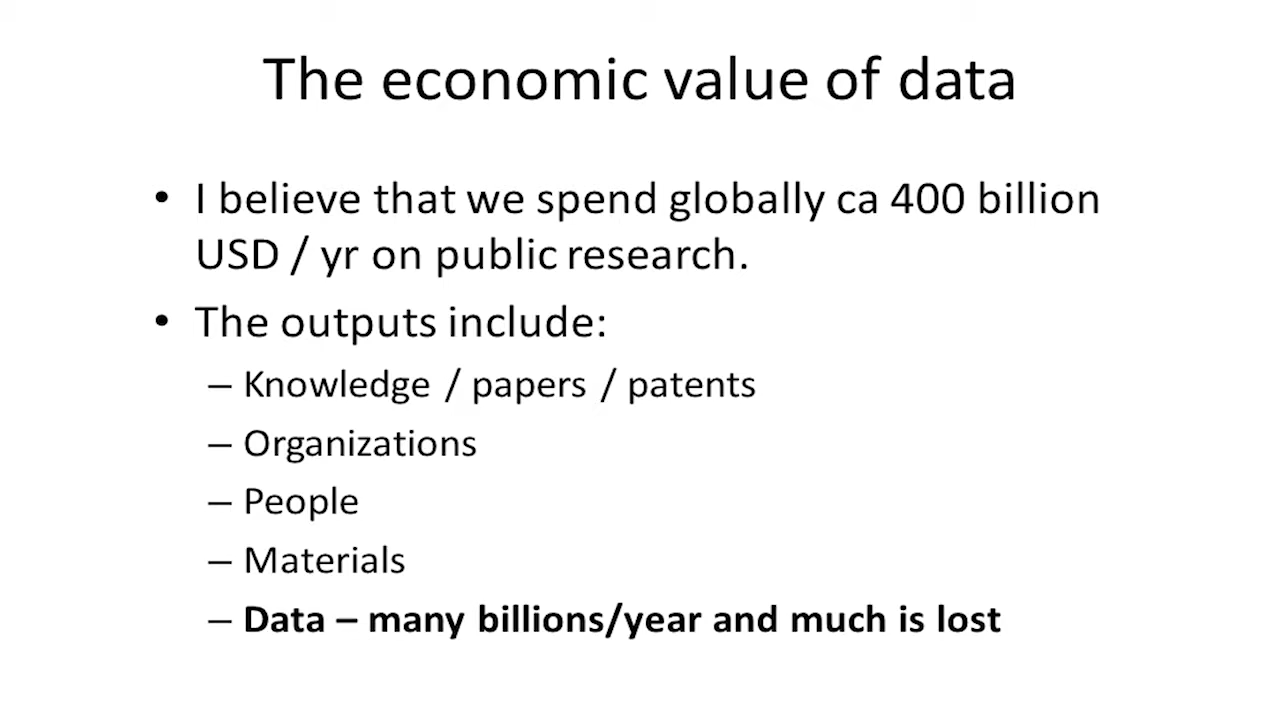 The economic value of data
• I believe that we spend globally ca 400 billion
USD / yr on public research.
• The outputs include:
– Knowledge / papers / patents
– Organizations
– People
– Materials
– Data – many billions/year and much is lost